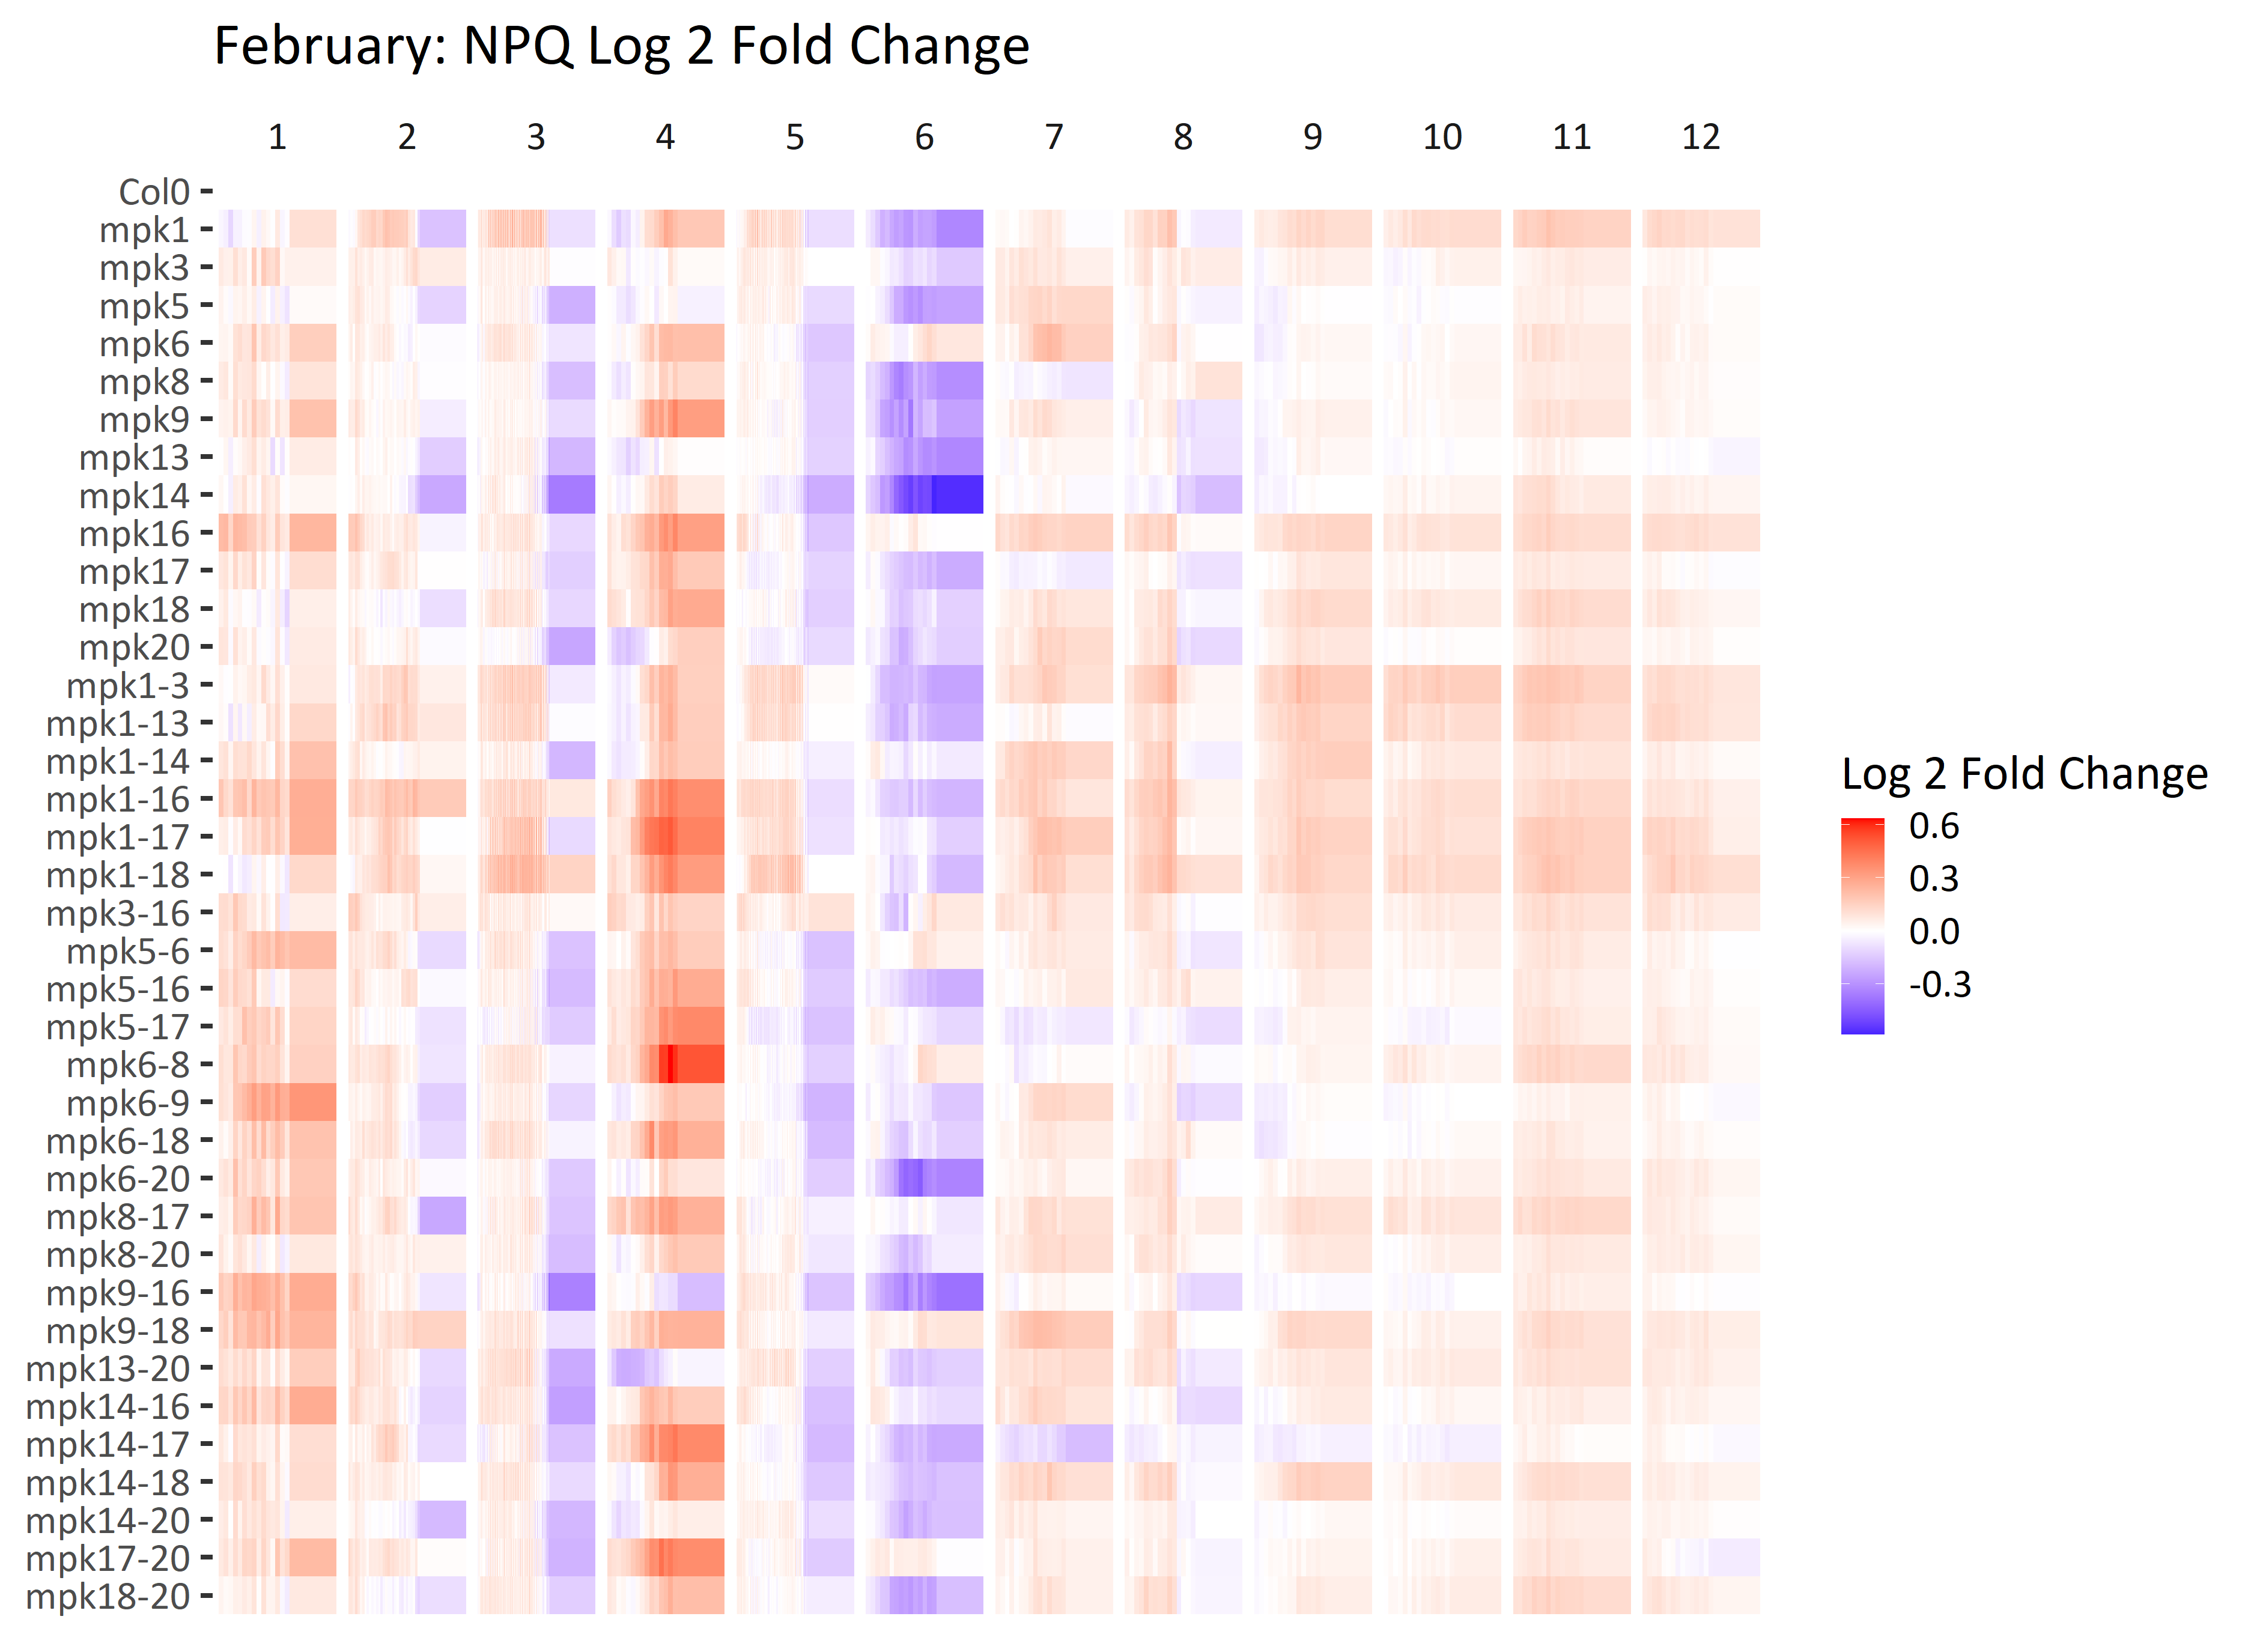 February: NPQ Log 2 Fold Change
1 2 3 4 5 6 7 8 9 10 11 12
Col0
mpk1
mpk3
mpk5
mpk6
mpk8
mpk9
mpk13
mpk14
mpk16
mpk17
mpk18
mpk20
mpk1-3
mpk1-13
mpk1-14
mpk1-16
mpk1-17
mpk1-18
mpk3-16
mpk5-6
mpk5-16
mpk5-17
mpk6-8
mpk6-9
mpk6-18
mpk6-20
mpk8-17
mpk8-20
mpk9-16
mpk9-18
mpk13-20
mpk14-16
mpk14-17
mpk14-18
mpk14-20
mpk17-20
mpk18-20
Log 2 Fold Change
0.6
0.3
0.0
-0.3